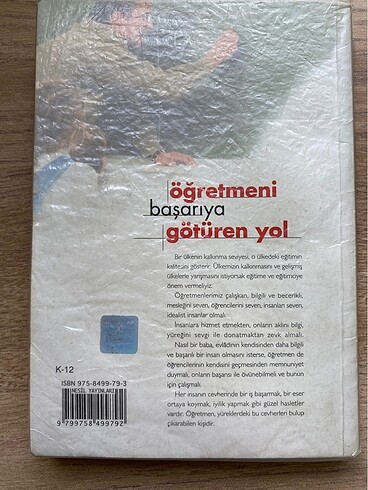 öğretmeni
başarıya
götüren yol
Bir ülkenin kalkınma seviyesi, o ülkedeki eğitimin
kalitesini gösterir. Ülkemizin kalkınmasını ve gelişmiş
ülkelerle yarışmasını istiyorsak eğitime ve eğitimciye
önem vermeliyiz.
Öğretmenlerimiz çalışkan, bilgili ve becerikli,
mesleğini seven, öğrencilerini seven, insanları seven,
idealist insanlar olmalı.
İnsanlara hizmet etmekten, onların aklını bilgi,
yüreğini sevgi ile donatmaktan zevk almalı.
Nasıl bir baba, evlâdının kendisinden daha bilgili
ve başarılı bir insan olmasını isterse, öğretmen de
öğrencilerinin kendisini geçmesinden memnuniyet
duymalı, onların başarısı ile övünebilmeli ve bunun
için çalışmalı.
Her insanın cevherinde bir iş başarmak, bir eser
ortaya koymak, iyilik yapmak gibi güzel hasletler
vardır. Öğretmen, yüreklerdeki bu cevherleri bulup
çıkarabilen kişidir.
K-12
ISBN 975-8499-79-3
NESİL YAYINLARI
9 799758 499792